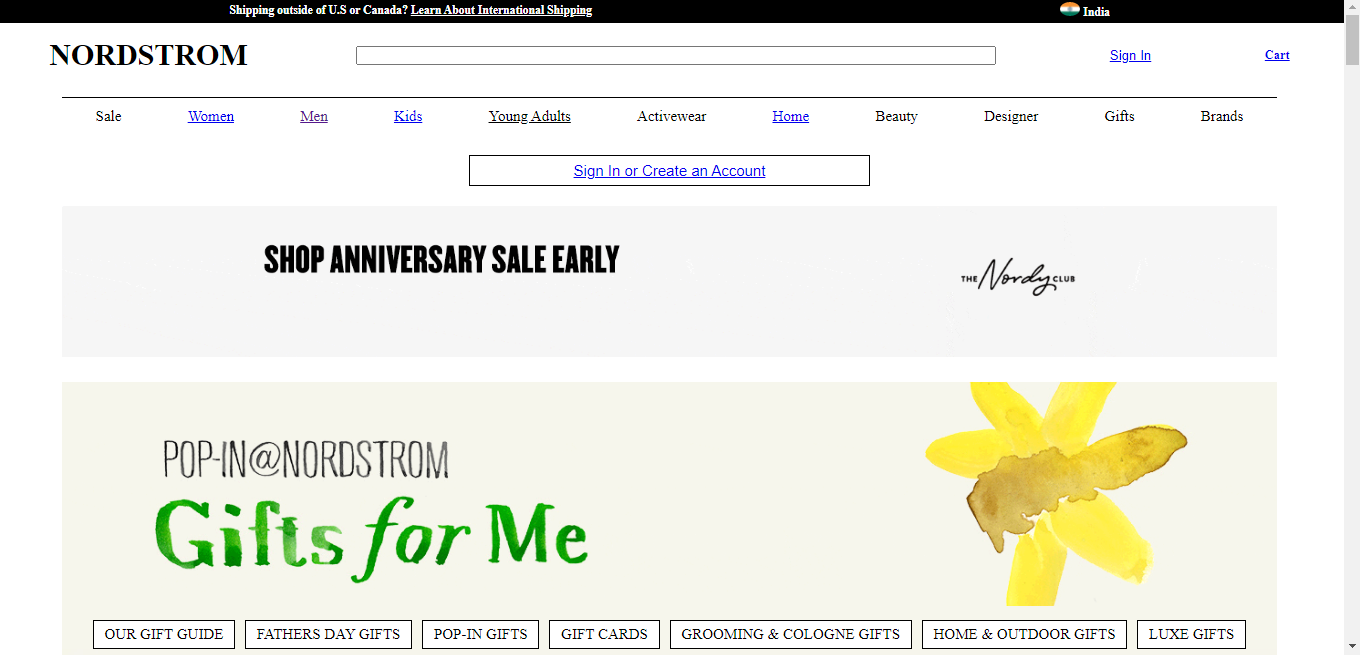 Shipping outside of U.S or Canada? Learn About International Shipping India
NORDSTROM Sign In Cart
Sale Women Men Kids Young Adults Activewear Home Beauty Designer Gifts Brands
Sign In or Create an Account
SHOP ANNIVERSARY SALE EARLY
THE Nordy CLUB
POP-IN@NORDSTROM
Gifts for Me
OUR GIFT GUIDE FATHERS DAY GIFTS POP-IN GIFTS GIFT CARDS GROOMING & COLOGNE GIFTS HOME & OUTDOOR GIFTS LUXE GIFTS